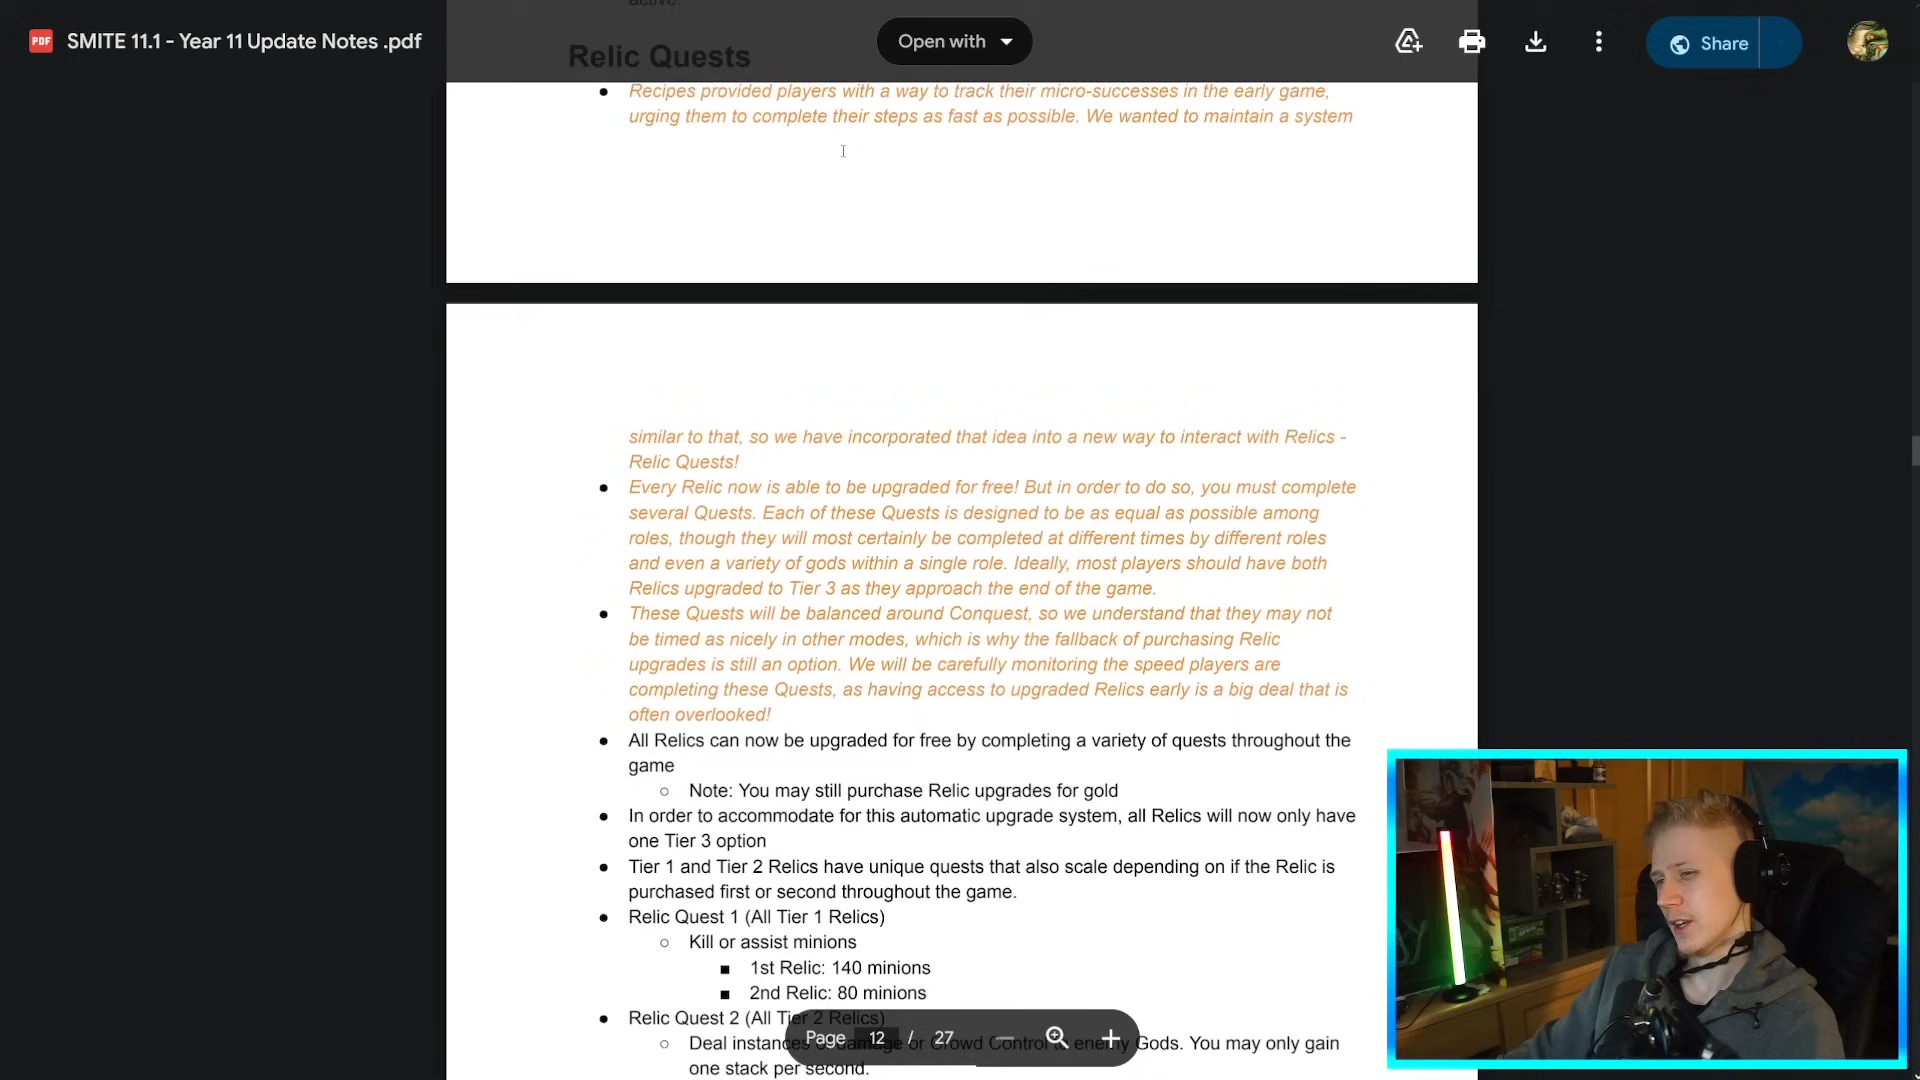 active.
PDF SMITE 11.1 - Year 11 Update Notes .pdf
Open with
Share
Relic Quests
● Recipes provided players with a way to track their micro-successes in the early game,
urging them to complete their steps as fast as possible. We wanted to maintain a system
similar to that, so we have incorporated that idea into a new way to interact with Relics -
Relic Quests!
● Every Relic now is able to be upgraded for free! But in order to do so, you must complete
several Quests. Each of these Quests is designed to be as equal as possible among
roles, though they will most certainly be completed at different times by different roles
and even a variety of gods within a single role. Ideally, most players should have both
Relics upgraded to Tier 3 as they approach the end of the game.
● These Quests will be balanced around Conquest, so we understand that they may not
be timed as nicely in other modes, which is why the fallback of purchasing Relic
upgrades is still an option. We will be carefully monitoring the speed players are
completing these Quests, as having access to upgraded Relics early is a big deal that is
often overlooked!
● All Relics can now be upgraded for free by completing a variety of quests throughout the
game
○ Note: You may still purchase Relic upgrades for gold
● In order to accommodate for this automatic upgrade system, all Relics will now only have
one Tier 3 option
● Tier 1 and Tier 2 Relics have unique quests that also scale depending on if the Relic is
purchased first or second throughout the game.
● Relic Quest 1 (All Tier 1 Relics)
○ Kill or assist minions
■ 1st Relic: 140 minions
■ 2nd Relic: 80 minions
● Relic Quest 2 (All Tier 2 Relics)
○ Deal instances of damage or Crowd Control to enemy Gods. You may only gain
one stack per second.
Page 12 / 27